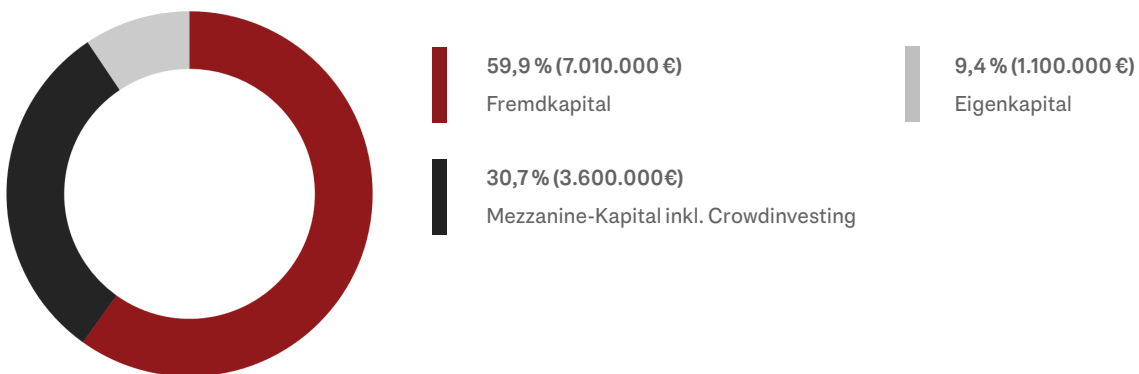 59,9 % (7.010.000 €)
Fremdkapital
30,7 % (3.600.000€)
Mezzanine-Kapital inkl. Crowdinvesting
9,4 % (1.100.000 €)
Eigenkapital